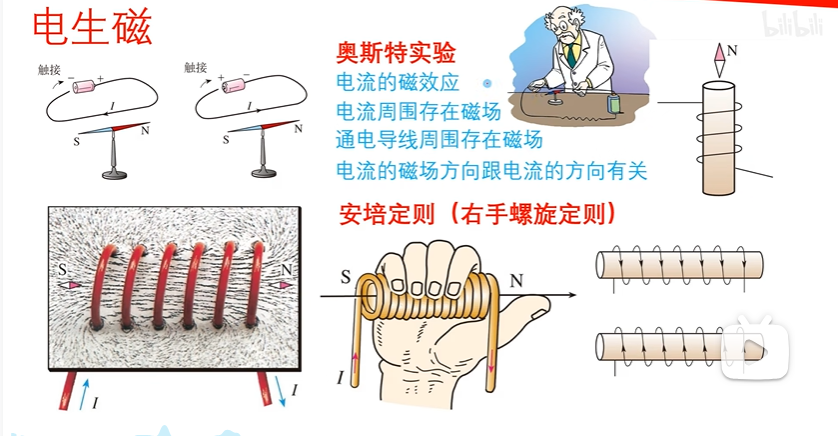 电生磁
触接
− +
I
S
N
触接
+ −
I
S
N
奥斯特实验
电流的磁效应
电流周围存在磁场
通电导线周围存在磁场
电流的磁场方向跟电流的方向有关
bilibili
N
安培定则（右手螺旋定则）
S
N
I
I
S
N
I